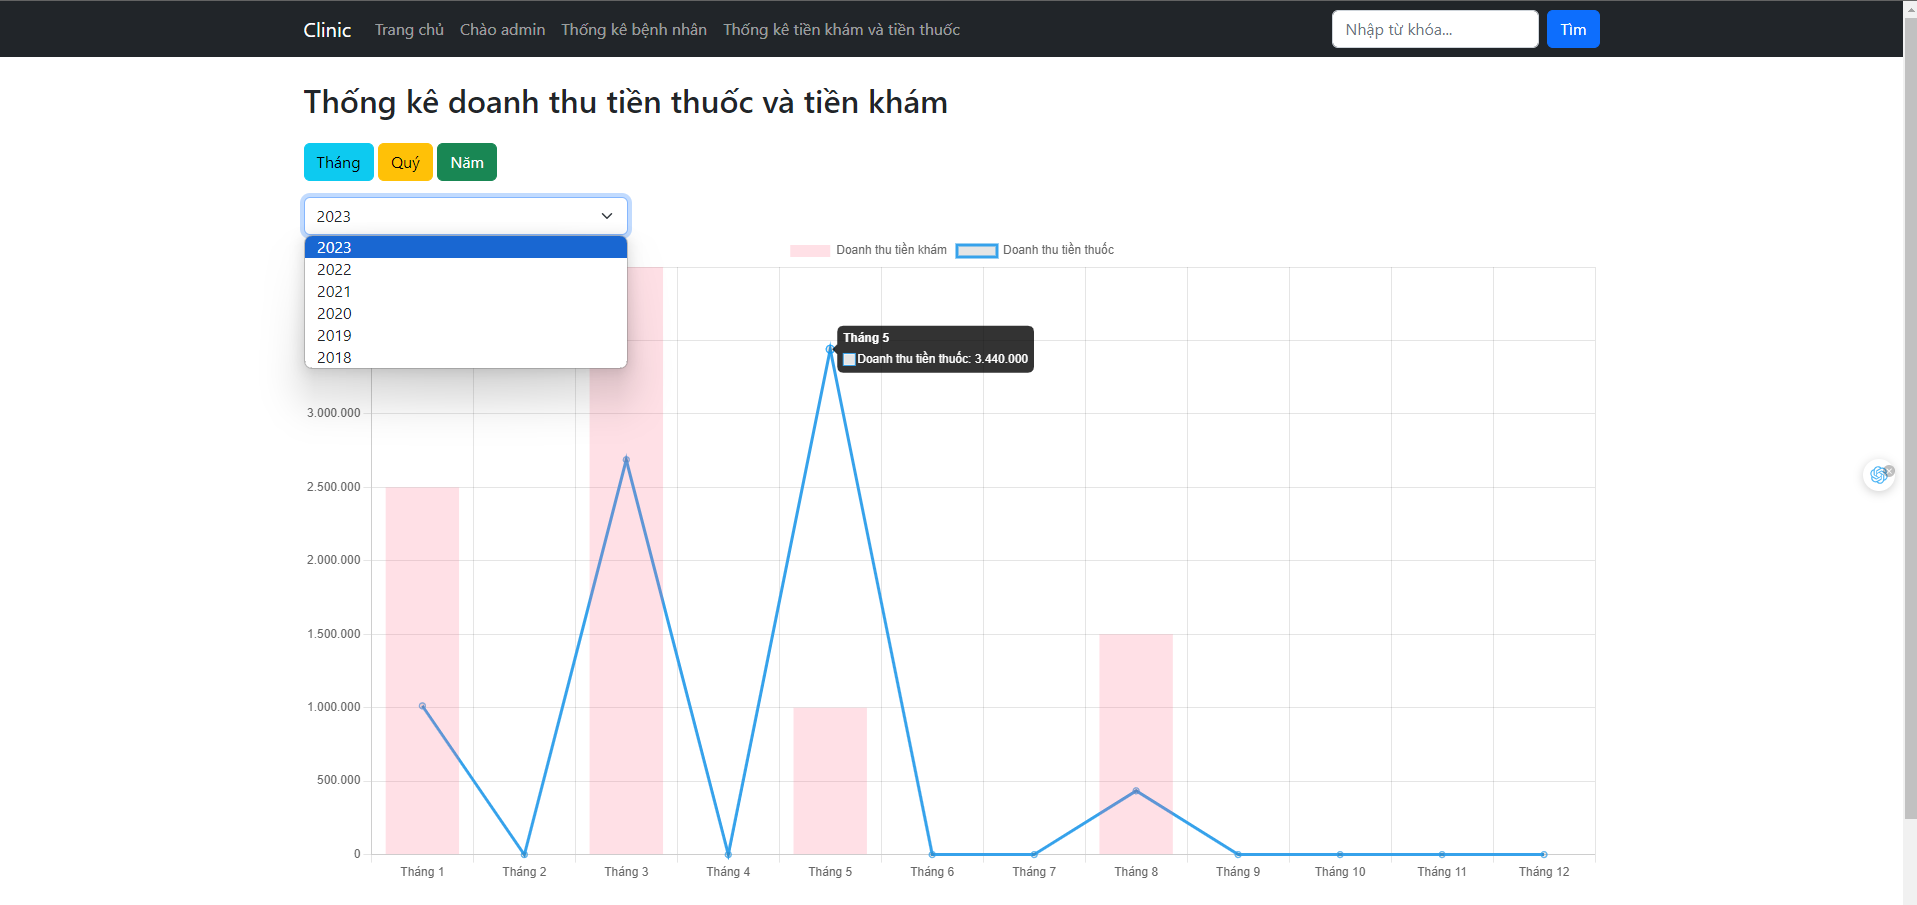 Clinic Trang chủ Chào admin Thống kê bệnh nhân Thống kê tiền khám và tiền thuốc Nhập từ khóa... Tìm
Thống kê doanh thu tiền thuốc và tiền khám
Tháng Quý Năm
2023
2023
2022
2021
2020
2019
2018
Doanh thu tiền khám Doanh thu tiền thuốc
Tháng 5
Doanh thu tiền thuốc: 3.440.000
3.000.000
2.500.000
2.000.000
1.500.000
1.000.000
500.000
0
Tháng 1 Tháng 2 Tháng 3 Tháng 4 Tháng 5 Tháng 6 Tháng 7 Tháng 8 Tháng 9 Tháng 10 Tháng 11 Tháng 12